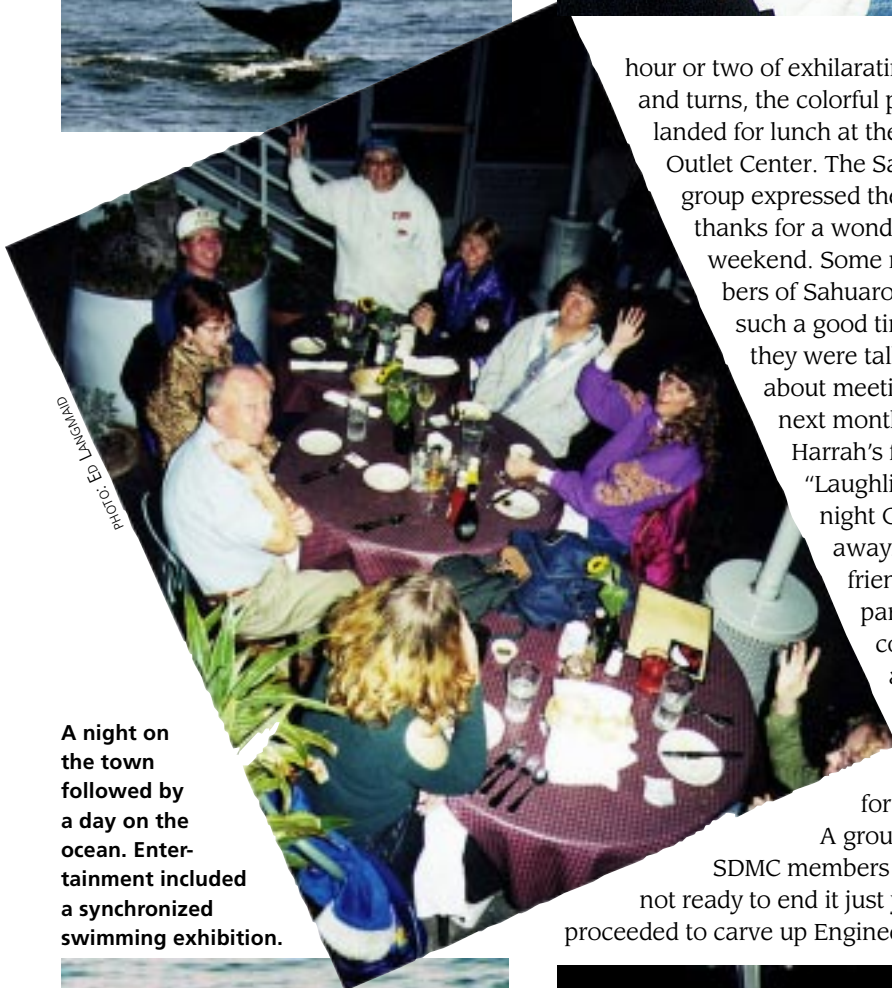 hour or two of exhilarati
and turns, the colorful
landed for lunch at the
Outlet Center. The Sa
group expressed the
thanks for a wond
weekend. Some
bers of Sahuaro
such a good ti
they were tal
about meeti
next mont
Harrah's
"Laughli
night
away
frien
par
co
for
A grou
SDMC members
not ready to end it just
proceeded to carve up Engine
PHOTO: ED LANGMAID
A night on
the town
followed by
a day on the
ocean. Enter-
tainment included
a synchronized
swimming exhibition.